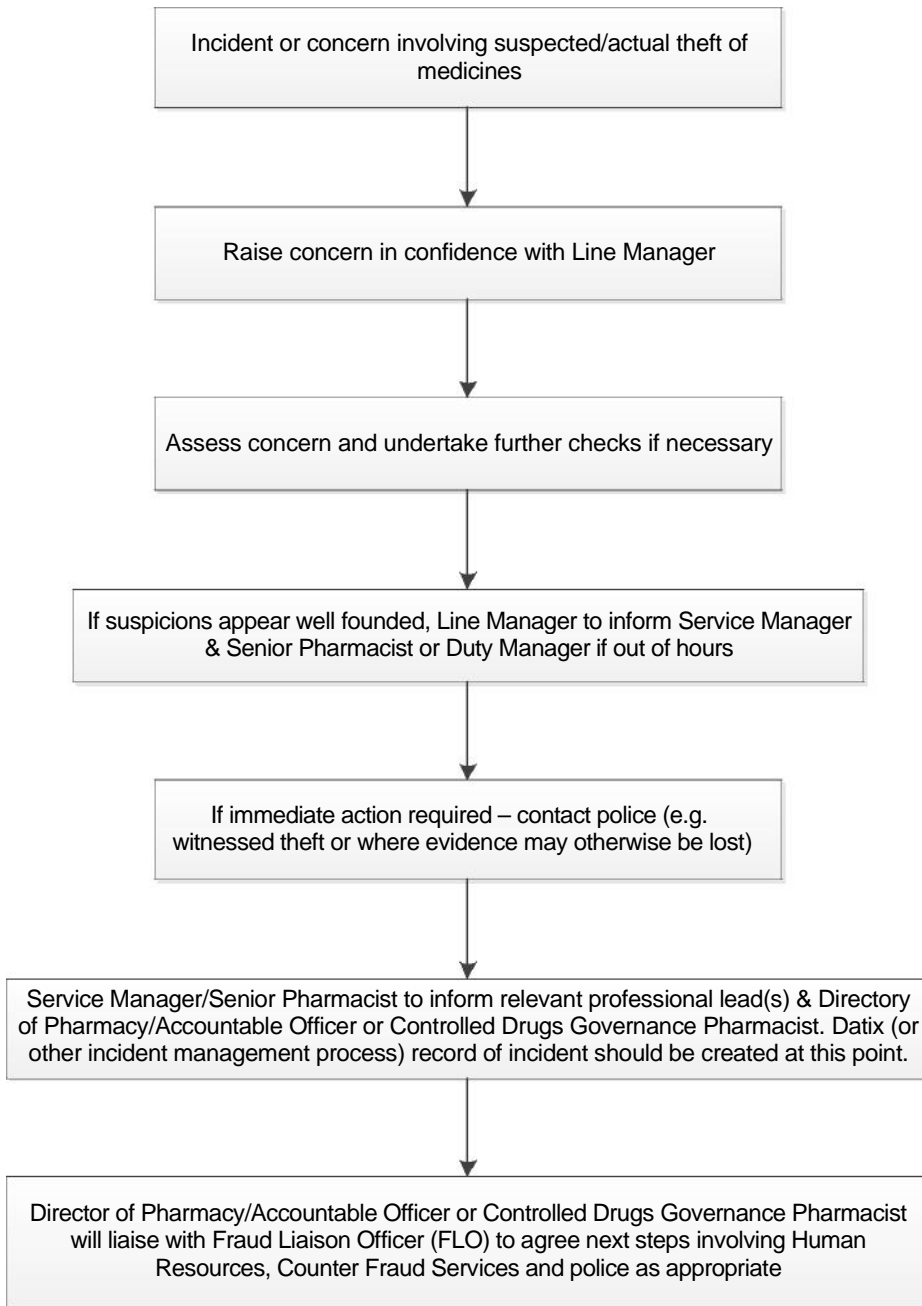 Incident or concern involving suspected/actual theft of
medicines
Raise concern in confidence with Line Manager
Assess concern and undertake further checks if necessary
If suspicions appear well founded, Line Manager to inform Service Manager
& Senior Pharmacist or Duty Manager if out of hours
If immediate action required – contact police (e.g.
witnessed theft or where evidence may otherwise be lost)
Service Manager/Senior Pharmacist to inform relevant professional lead(s) & Directory
of Pharmacy/Accountable Officer or Controlled Drugs Governance Pharmacist. Datix (or
other incident management process) record of incident should be created at this point.
Director of Pharmacy/Accountable Officer or Controlled Drugs Governance Pharmacist
will liaise with Fraud Liaison Officer (FLO) to agree next steps involving Human
Resources, Counter Fraud Services and police as appropriate